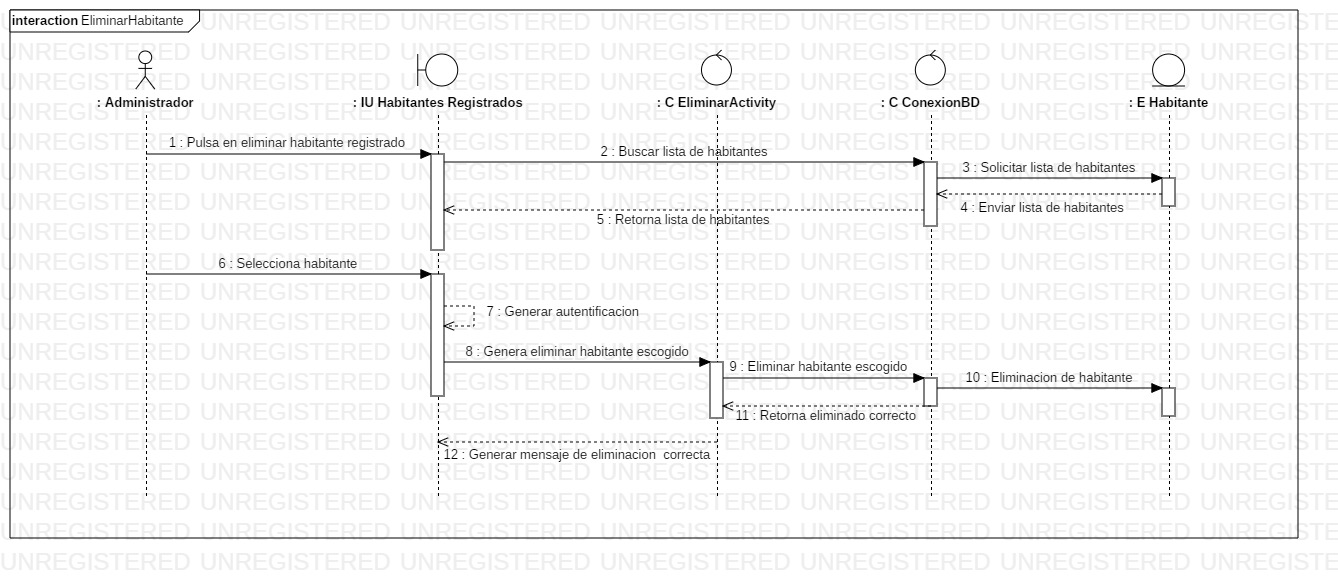 interaction EliminarHabitante
: Administrador
: IU Habitantes Registrados
: C EliminarActivity
: C ConexionBD
: E Habitante
1 : Pulsa en eliminar habitante registrado
2 : Buscar lista de habitantes
3 : Solicitar lista de habitantes
4 : Enviar lista de habitantes
5 : Retorna lista de habitantes
6 : Selecciona habitante
7 : Generar autentificacion
8 : Genera eliminar habitante escogido
9 : Eliminar habitante escogido
10 : Eliminacion de habitante
11 : Retorna eliminado correcto
12 : Generar mensaje de eliminacion  correcta
UNREGISTERED